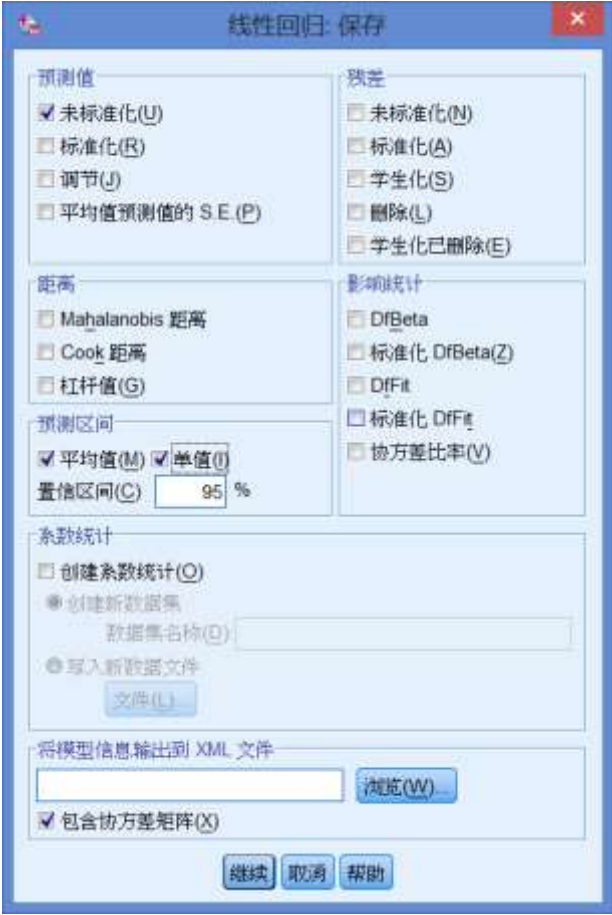 线性回归: 保存
预测值
未标准化(U)
标准化(R)
调节(J)
平均值预测值的 S.E.(P)
残差
未标准化(N)
标准化(A)
学生化(S)
删除(L)
学生化已删除(E)
距离
Mahalanobis 距离
Cook 距离
杠杆值(G)
影响统计
DfBeta
标准化 DfBeta(Z)
DfFit
标准化 DfFit
协方差比率(V)
预测区间
平均值(M) 单值(I)
置信区间(C) 95 %
系数统计
创建系数统计(O)
创建新数据集
数据集名称(D)
写入新数据文件
文件(L)...
将模型信息输出到 XML 文件
浏览(W)...
包含协方差矩阵(X)
继续 取消 帮助